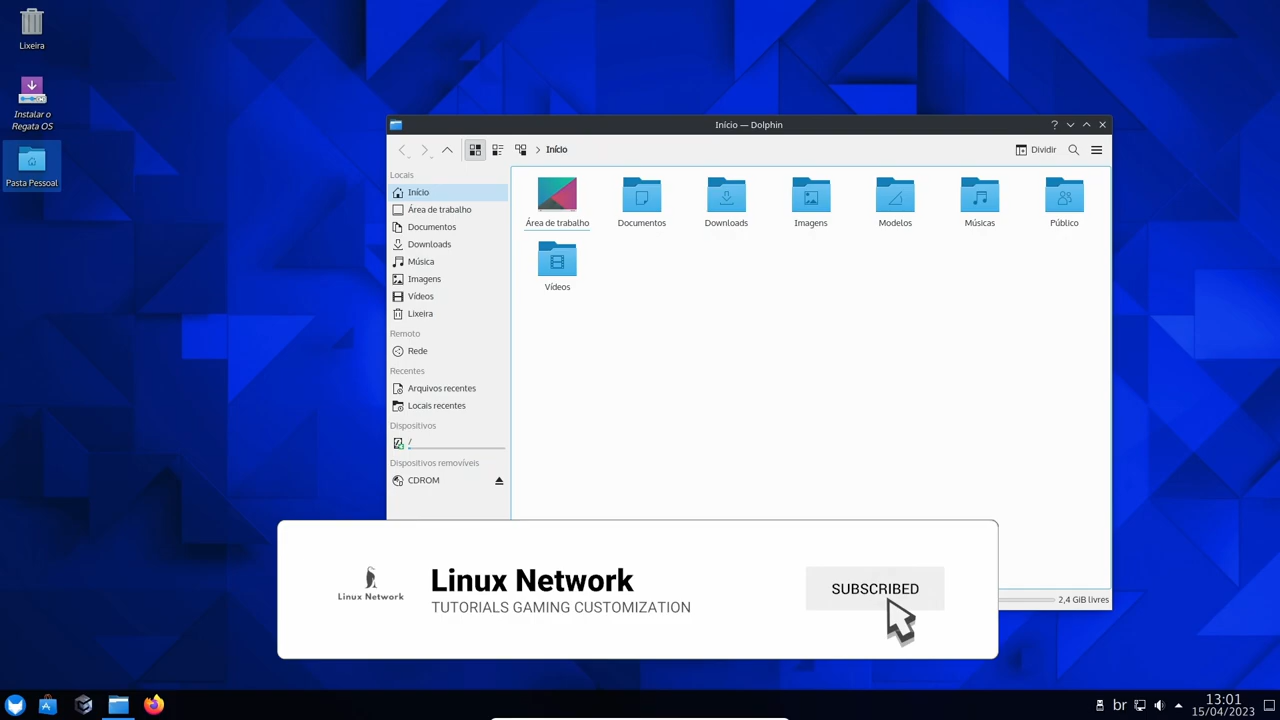 Lixeira
Instalar o
Regata OS
Pasta Pessoal
Início — Dolphin
Início
Dividir
Locais
Início
Área de trabalho
Documentos
Downloads
Música
Imagens
Vídeos
Lixeira
Remoto
Rede
Recentes
Arquivos recentes
Locais recentes
Dispositivos
/
Dispositivos removíveis
CDROM
Área de trabalho
Documentos
Downloads
Imagens
Modelos
Músicas
Público
Vídeos
2,4 GiB livres
Linux Network
Linux Network
TUTORIALS GAMING CUSTOMIZATION
SUBSCRIBED
br
13:01
15/04/2023